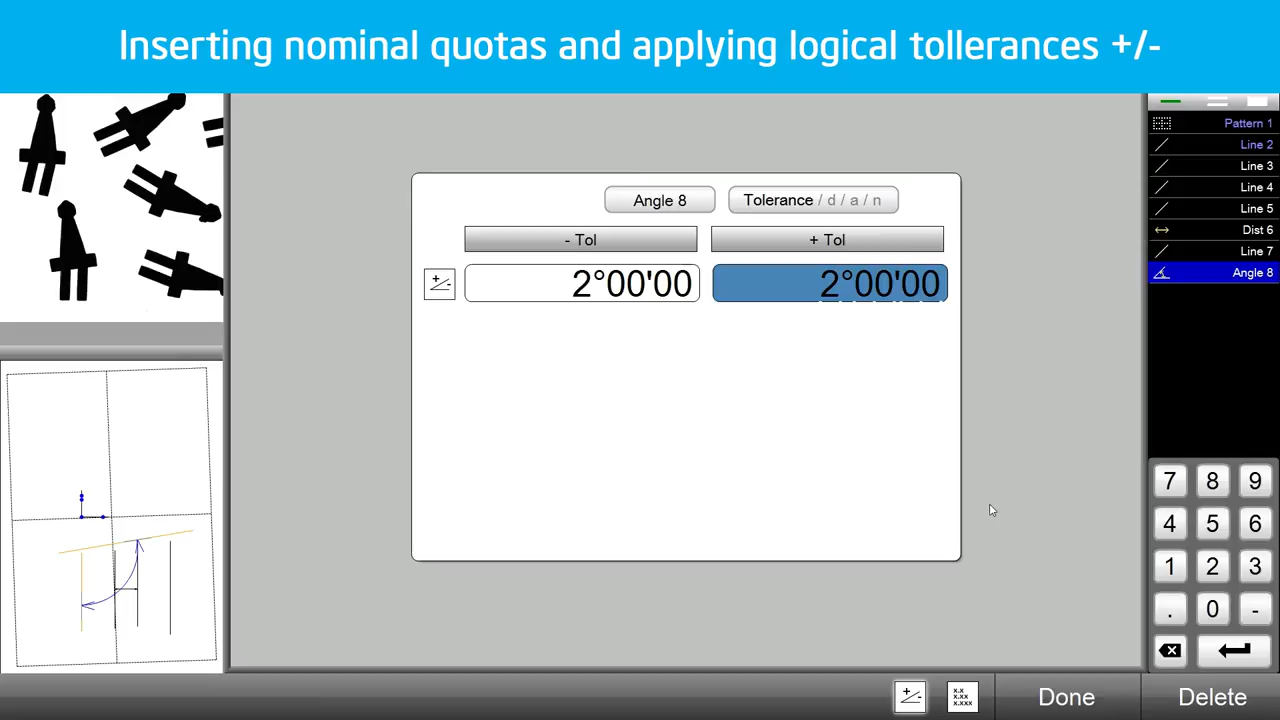 Inserting nominal quotas and applying logical tollerances +/-
Pattern 1
Line 2
Line 3
Line 4
Line 5
Dist 6
Line 7
Angle 8
Angle 8
Tolerance / d / a / n
- Tol
+ Tol
+/-
2°00'00
2°00'00
7 8 9
4 5 6
1 2 3
. 0 -
+/-
x.x
x.xx
x.xxx
Done
Delete